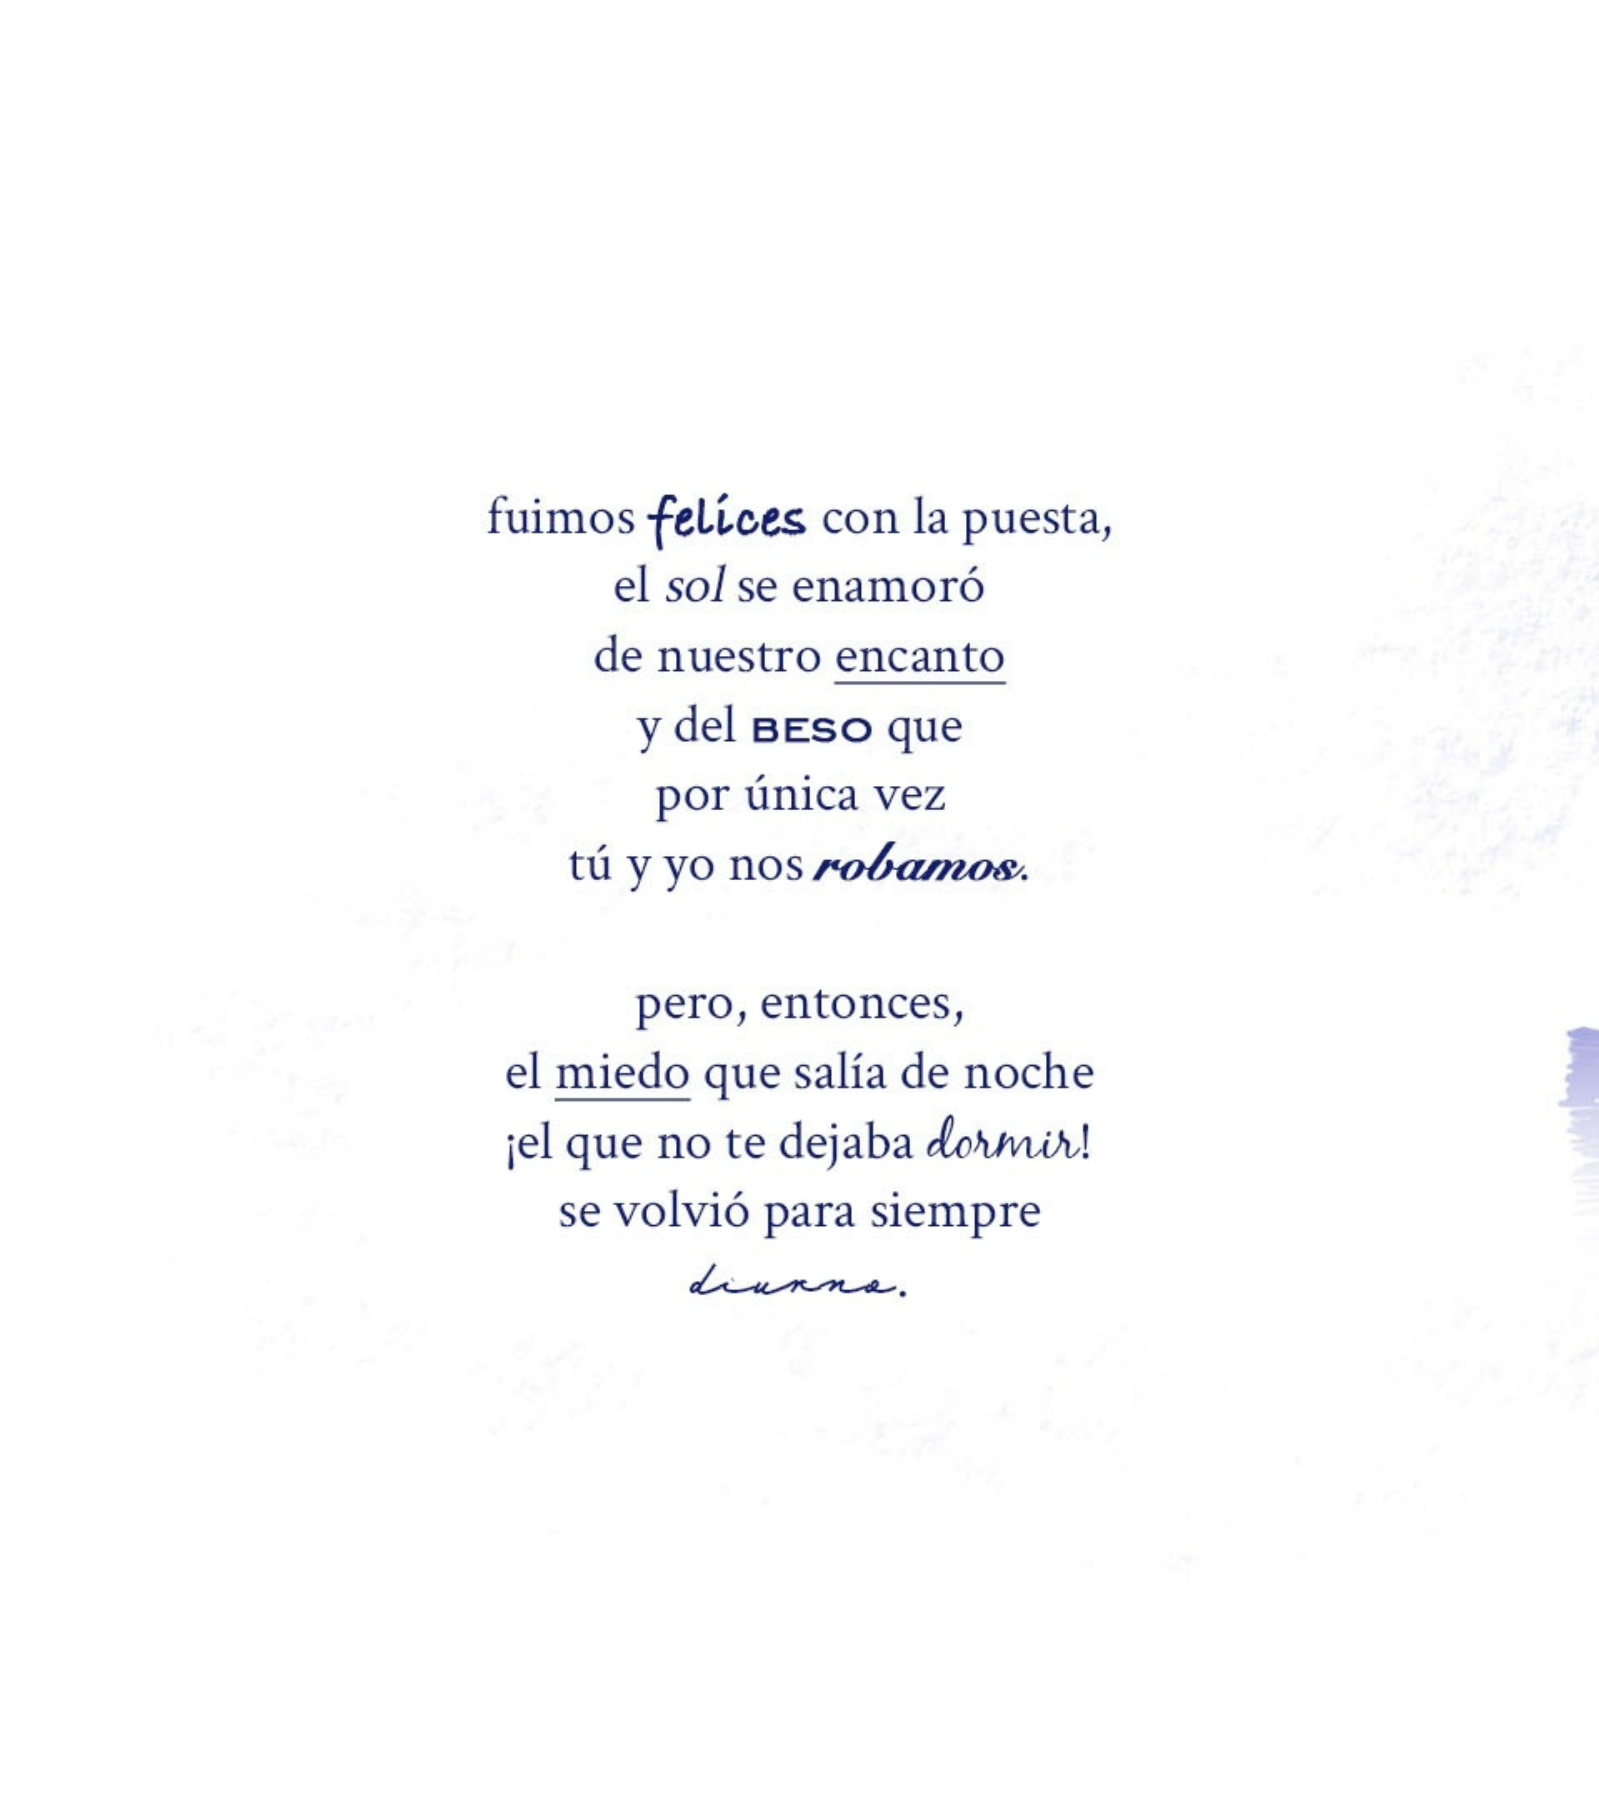 fuimos felices con la puesta,
el sol se enamoró
de nuestro encanto
y del BESO que
por única vez
tú y yo nos robamos.
pero, entonces,
el miedo que salía de noche
¡el que no te dejaba dormir!
se volvió para siempre
diurno.